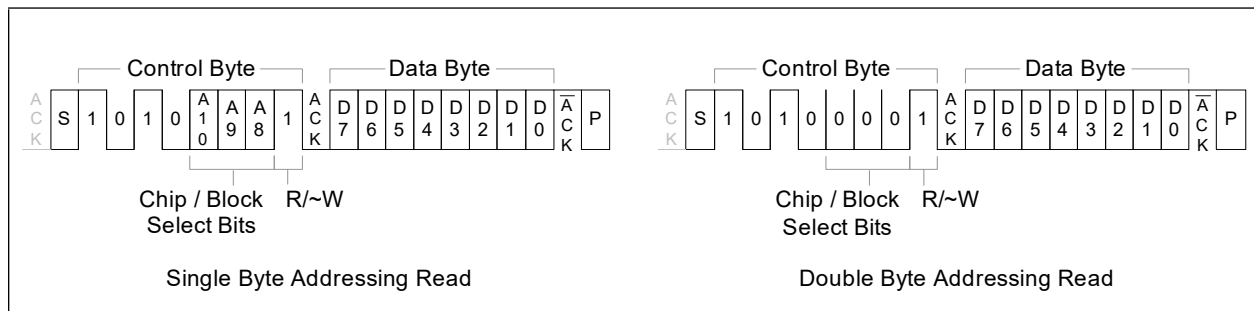 Control Byte Data Byte
ACK S 1 0 1 0 A10 A9 A8 1 ACK D7 D6 D5 D4 D3 D2 D1 D0 ACK P
Chip / Block R/~W
Select Bits
Single Byte Addressing Read
Control Byte Data Byte
ACK S 1 0 1 0 0 0 0 1 ACK D7 D6 D5 D4 D3 D2 D1 D0 ACK P
Chip / Block R/~W
Select Bits
Double Byte Addressing Read